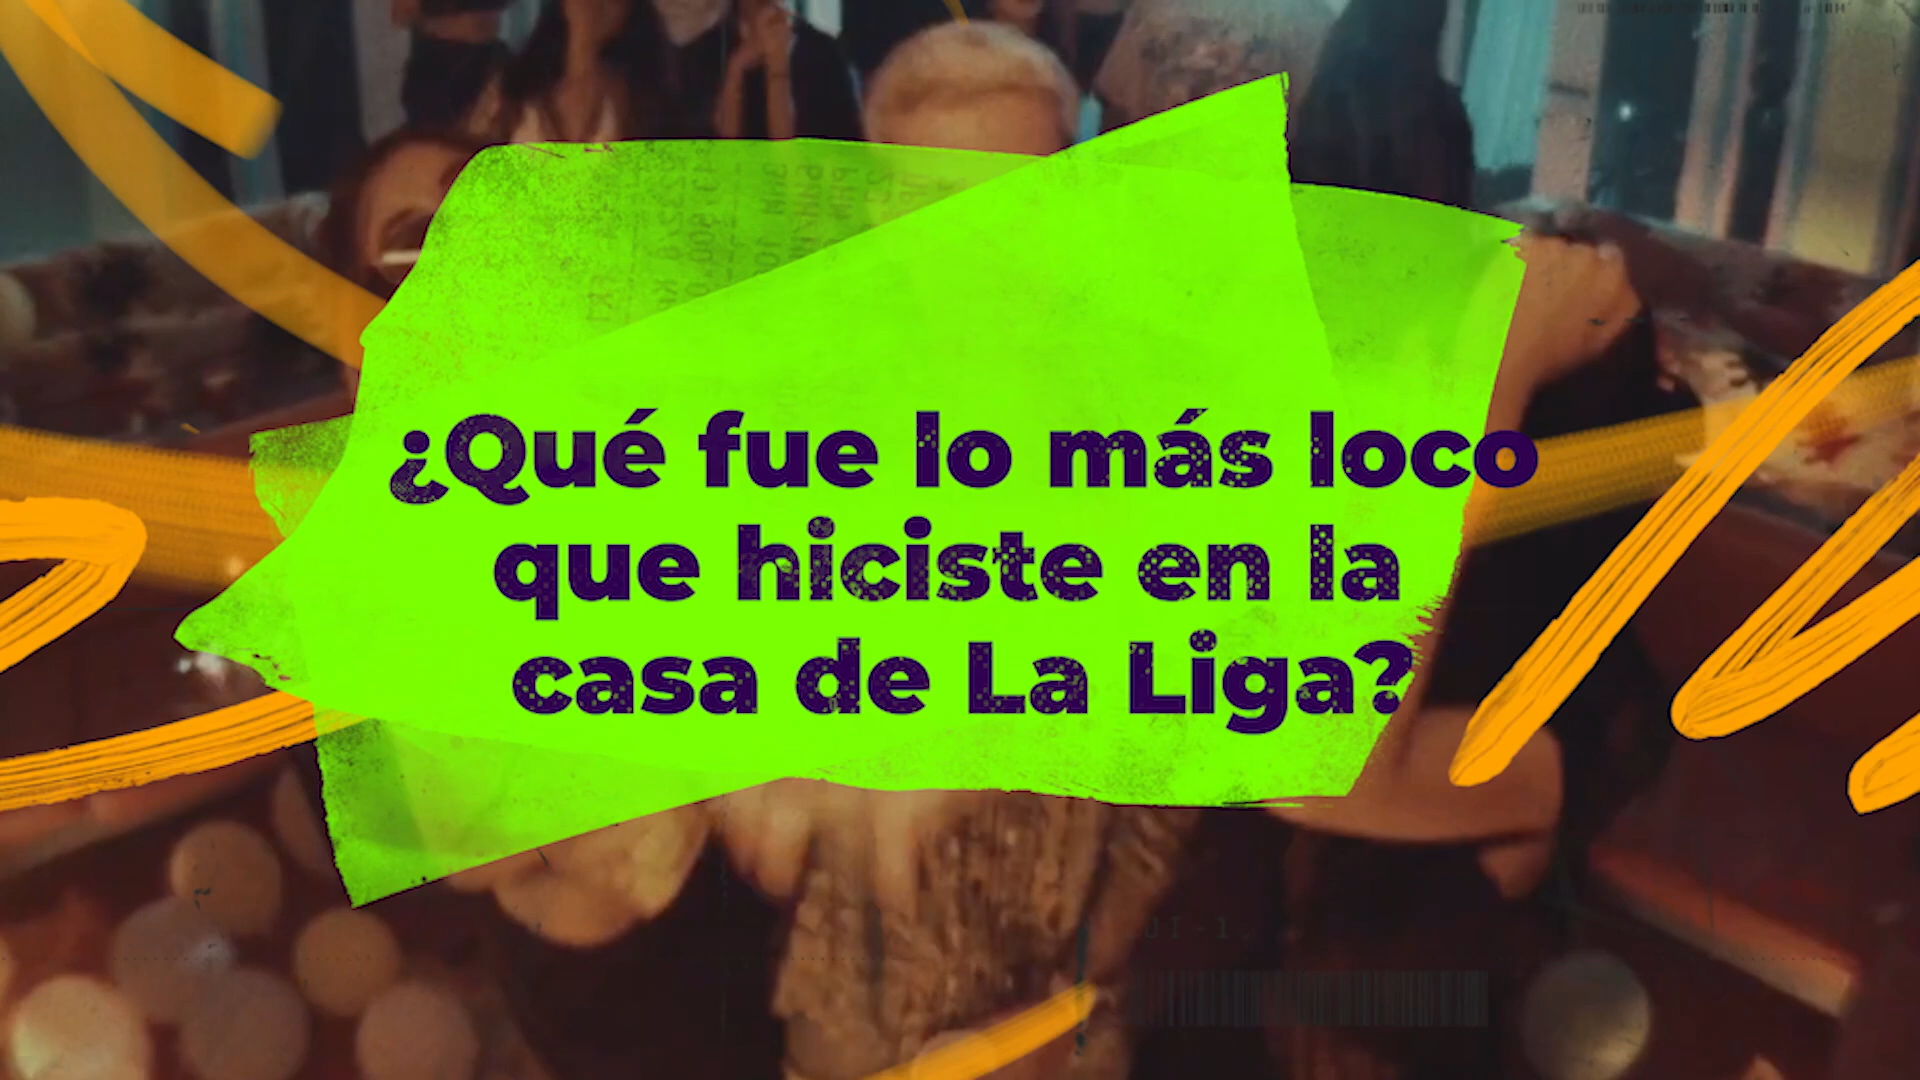 ¿Qué fue lo más loco
que hiciste en la
casa de La Liga?